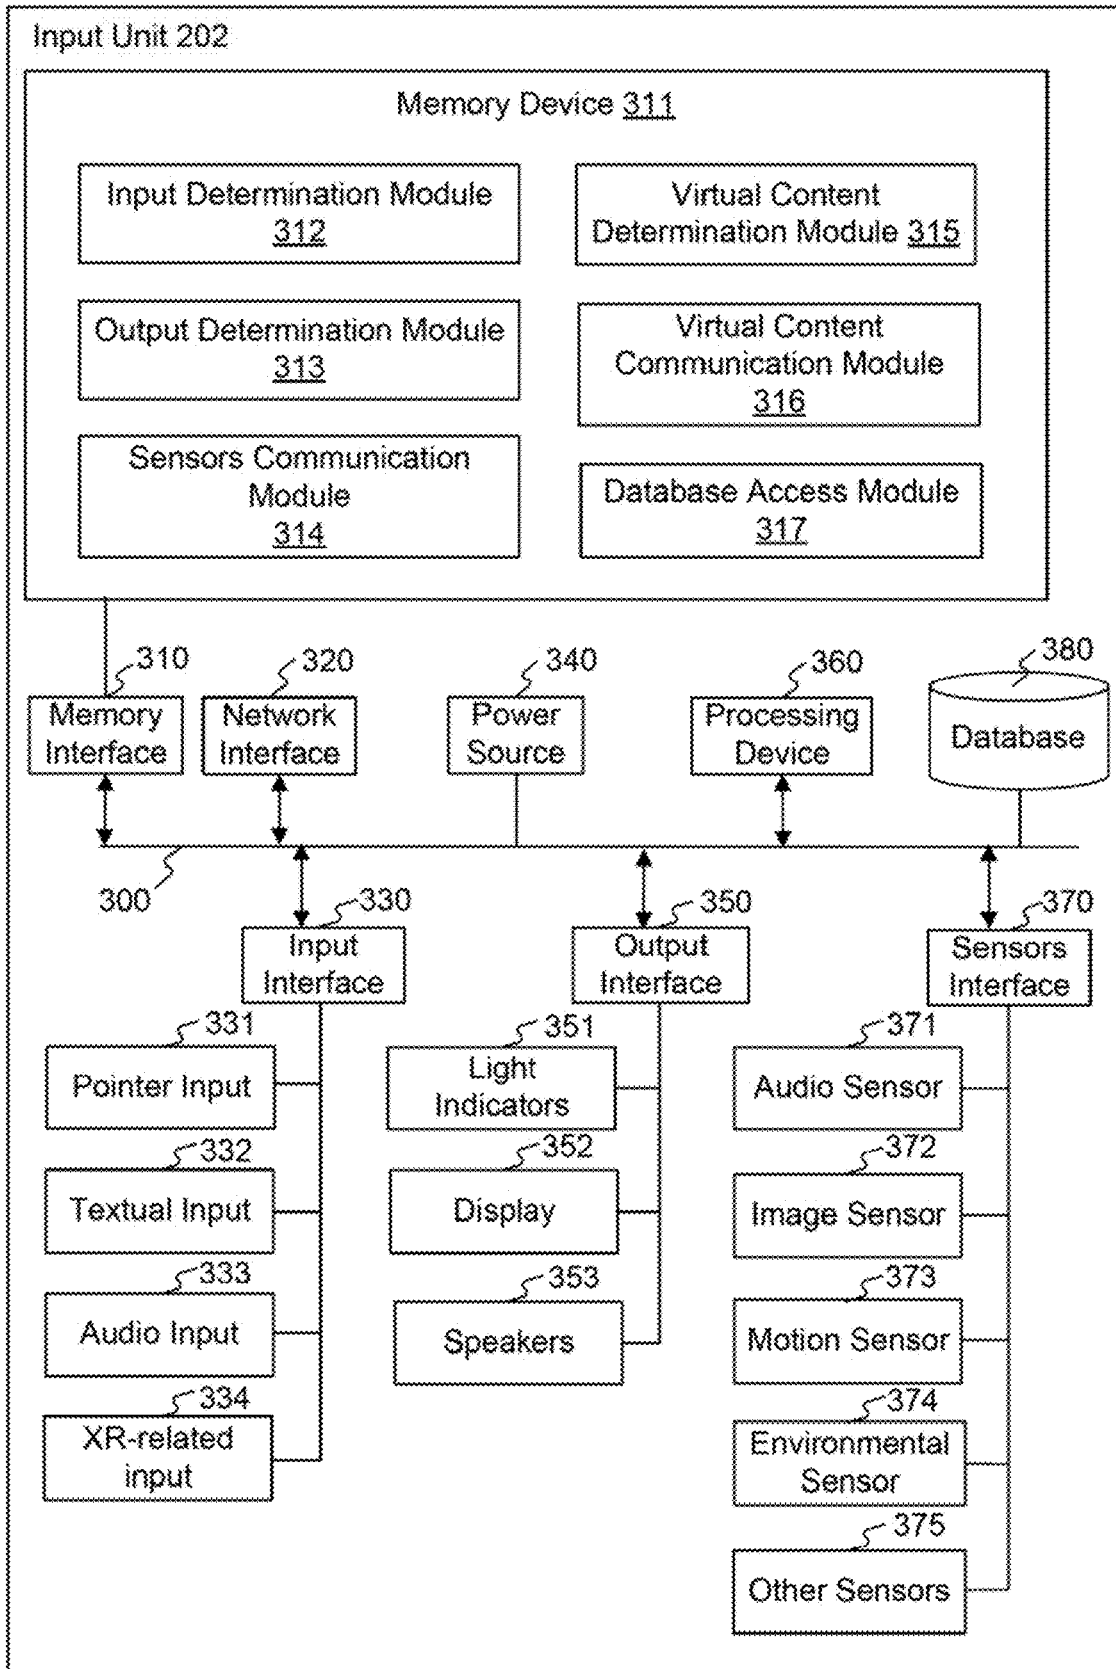 Input Unit 202
Memory Device 311
Input Determination Module
312
Virtual Content
Determination Module 315
Output Determination Module
313
Virtual Content
Communication Module
316
Sensors Communication
Module
314
Database Access Module
317
310
320
340
360
380
Memory
Interface
Network
Interface
Power
Source
Processing
Device
Database
300
330
350
370
Input
Interface
Output
Interface
Sensors
Interface
331
Pointer Input
332
Textual Input
333
Audio Input
334
XR-related
input
351
Light
Indicators
352
Display
353
Speakers
371
Audio Sensor
372
Image Sensor
373
Motion Sensor
374
Environmental
Sensor
375
Other Sensors